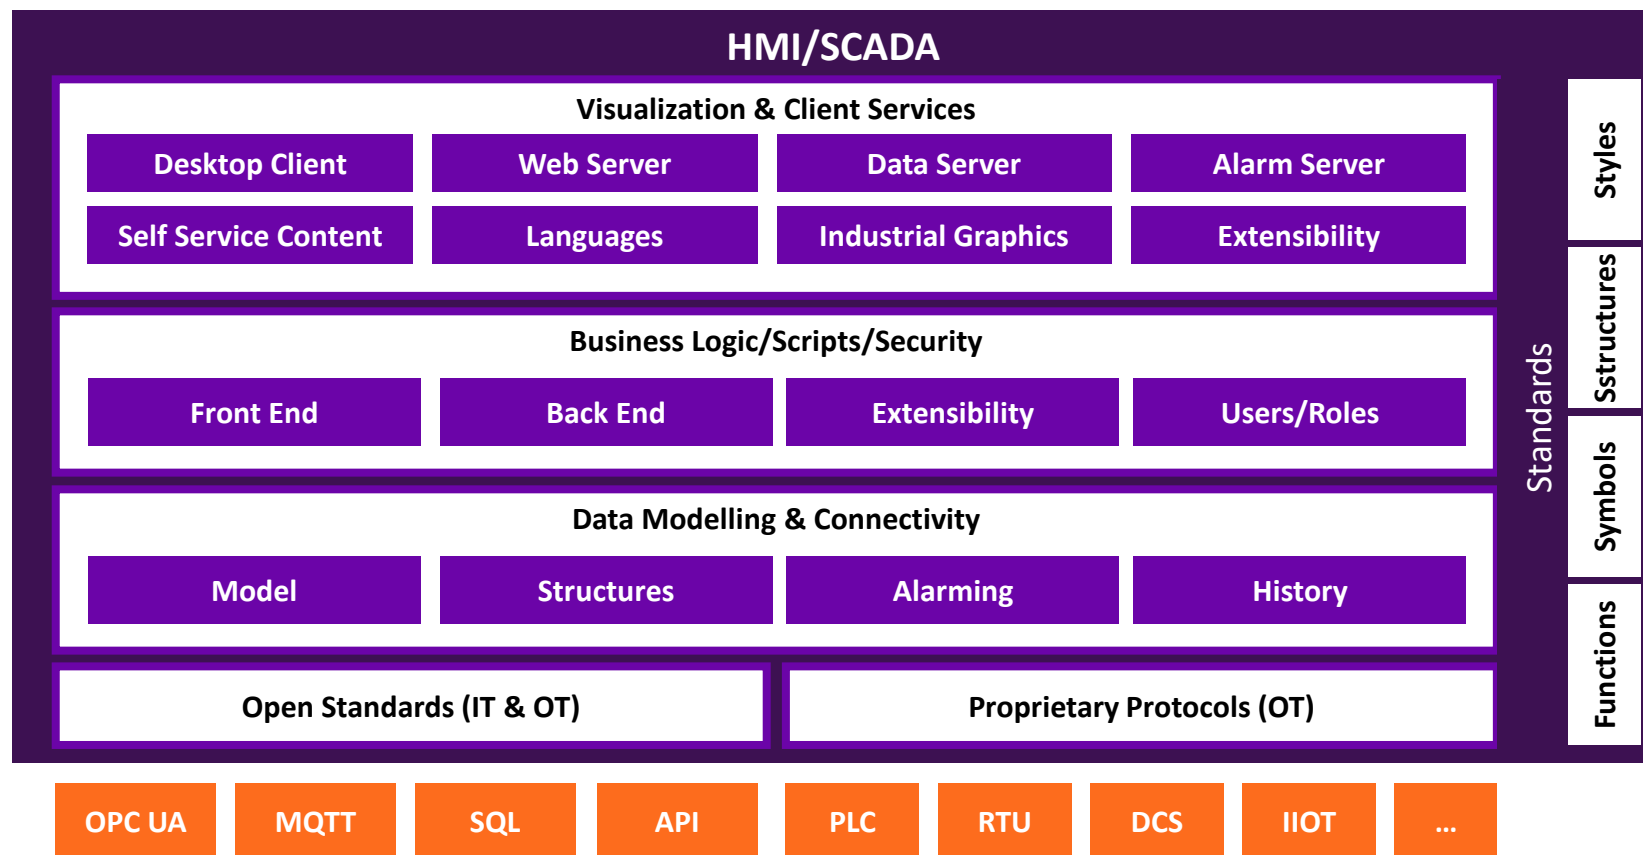 HMI/SCADA
Visualization & Client Services
Desktop Client
Web Server
Data Server
Alarm Server
Self Service Content
Languages
Industrial Graphics
Extensibility
Business Logic/Scripts/Security
Front End
Back End
Extensibility
Users/Roles
Data Modelling & Connectivity
Model
Structures
Alarming
History
Open Standards (IT & OT)
Proprietary Protocols (OT)
Standards
Styles
Sstructures
Symbols
Functions
OPC UA
MQTT
SQL
API
PLC
RTU
DCS
IIOT
...